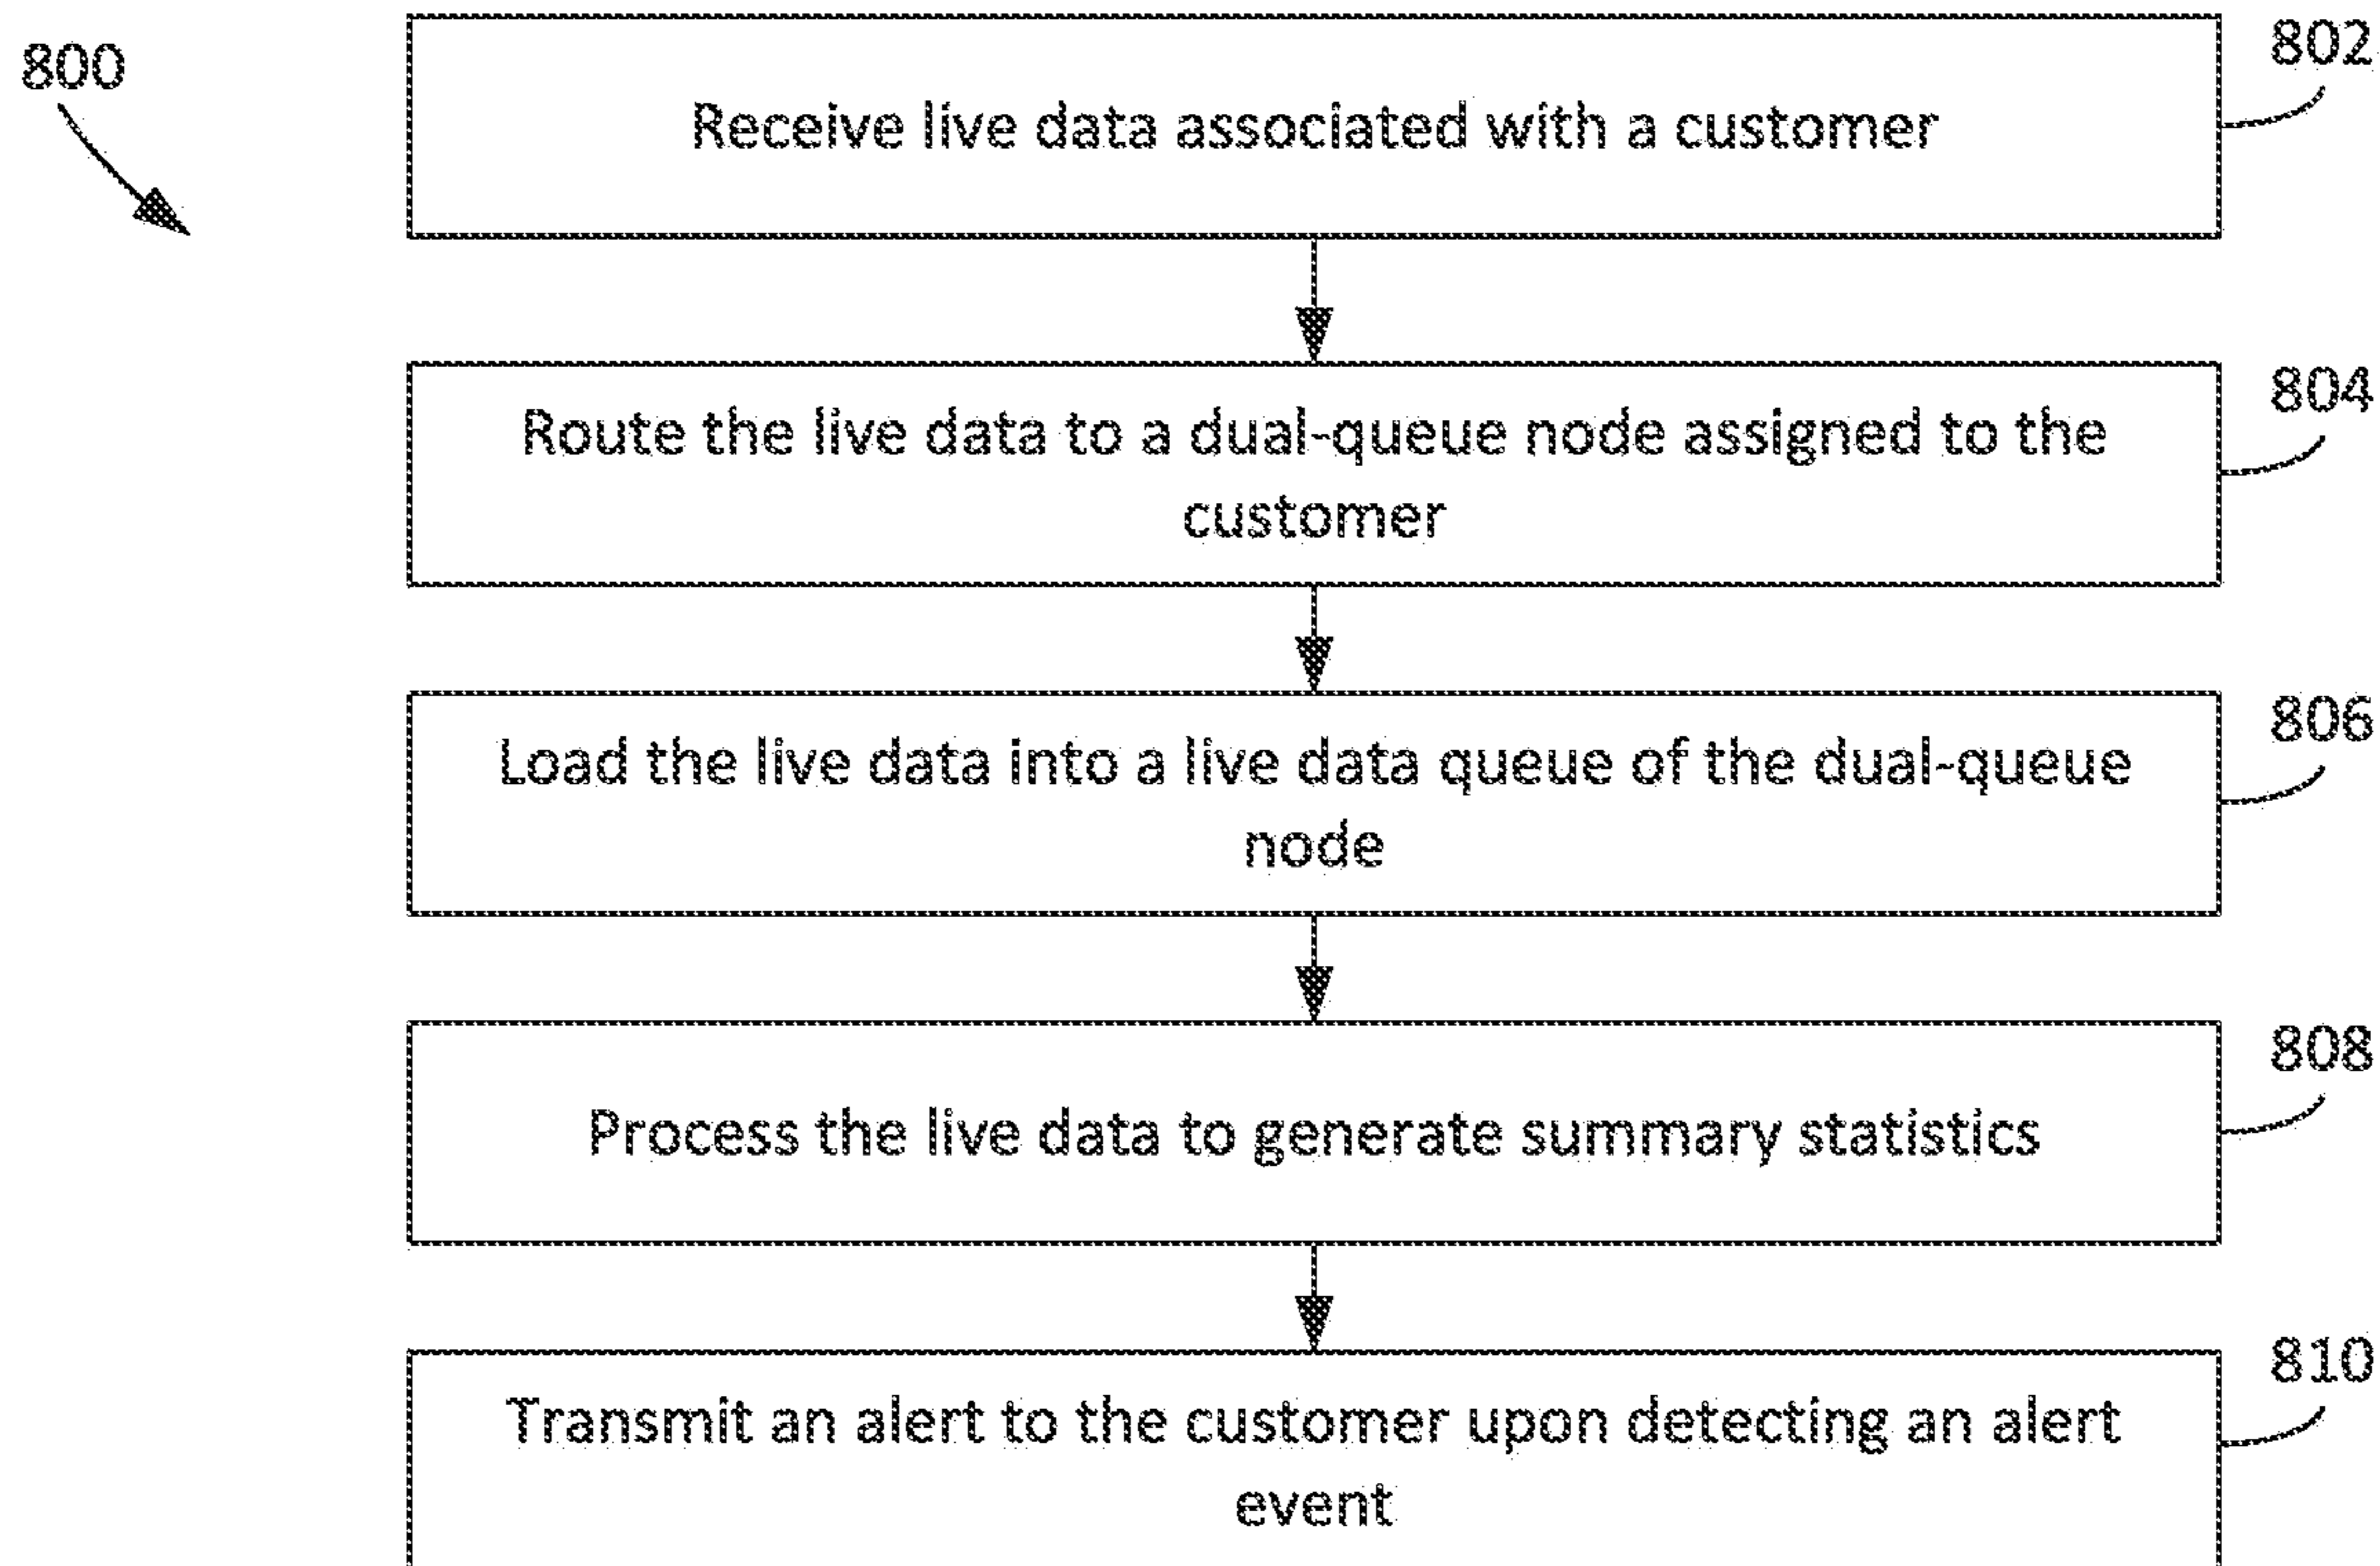 800
802
Receive live data associated with a customer
804
Route the live data to a dual-queue node assigned to the
customer
806
Load the live data into a live data queue of the dual-queue
node
808
Process the live data to generate summary statistics
810
Transmit an alert to the customer upon detecting an alert
event